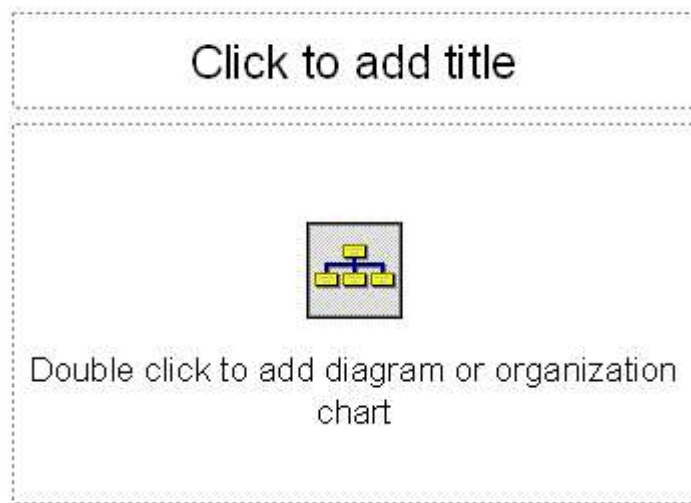 Click to add title
Double click to add diagram or organization
chart